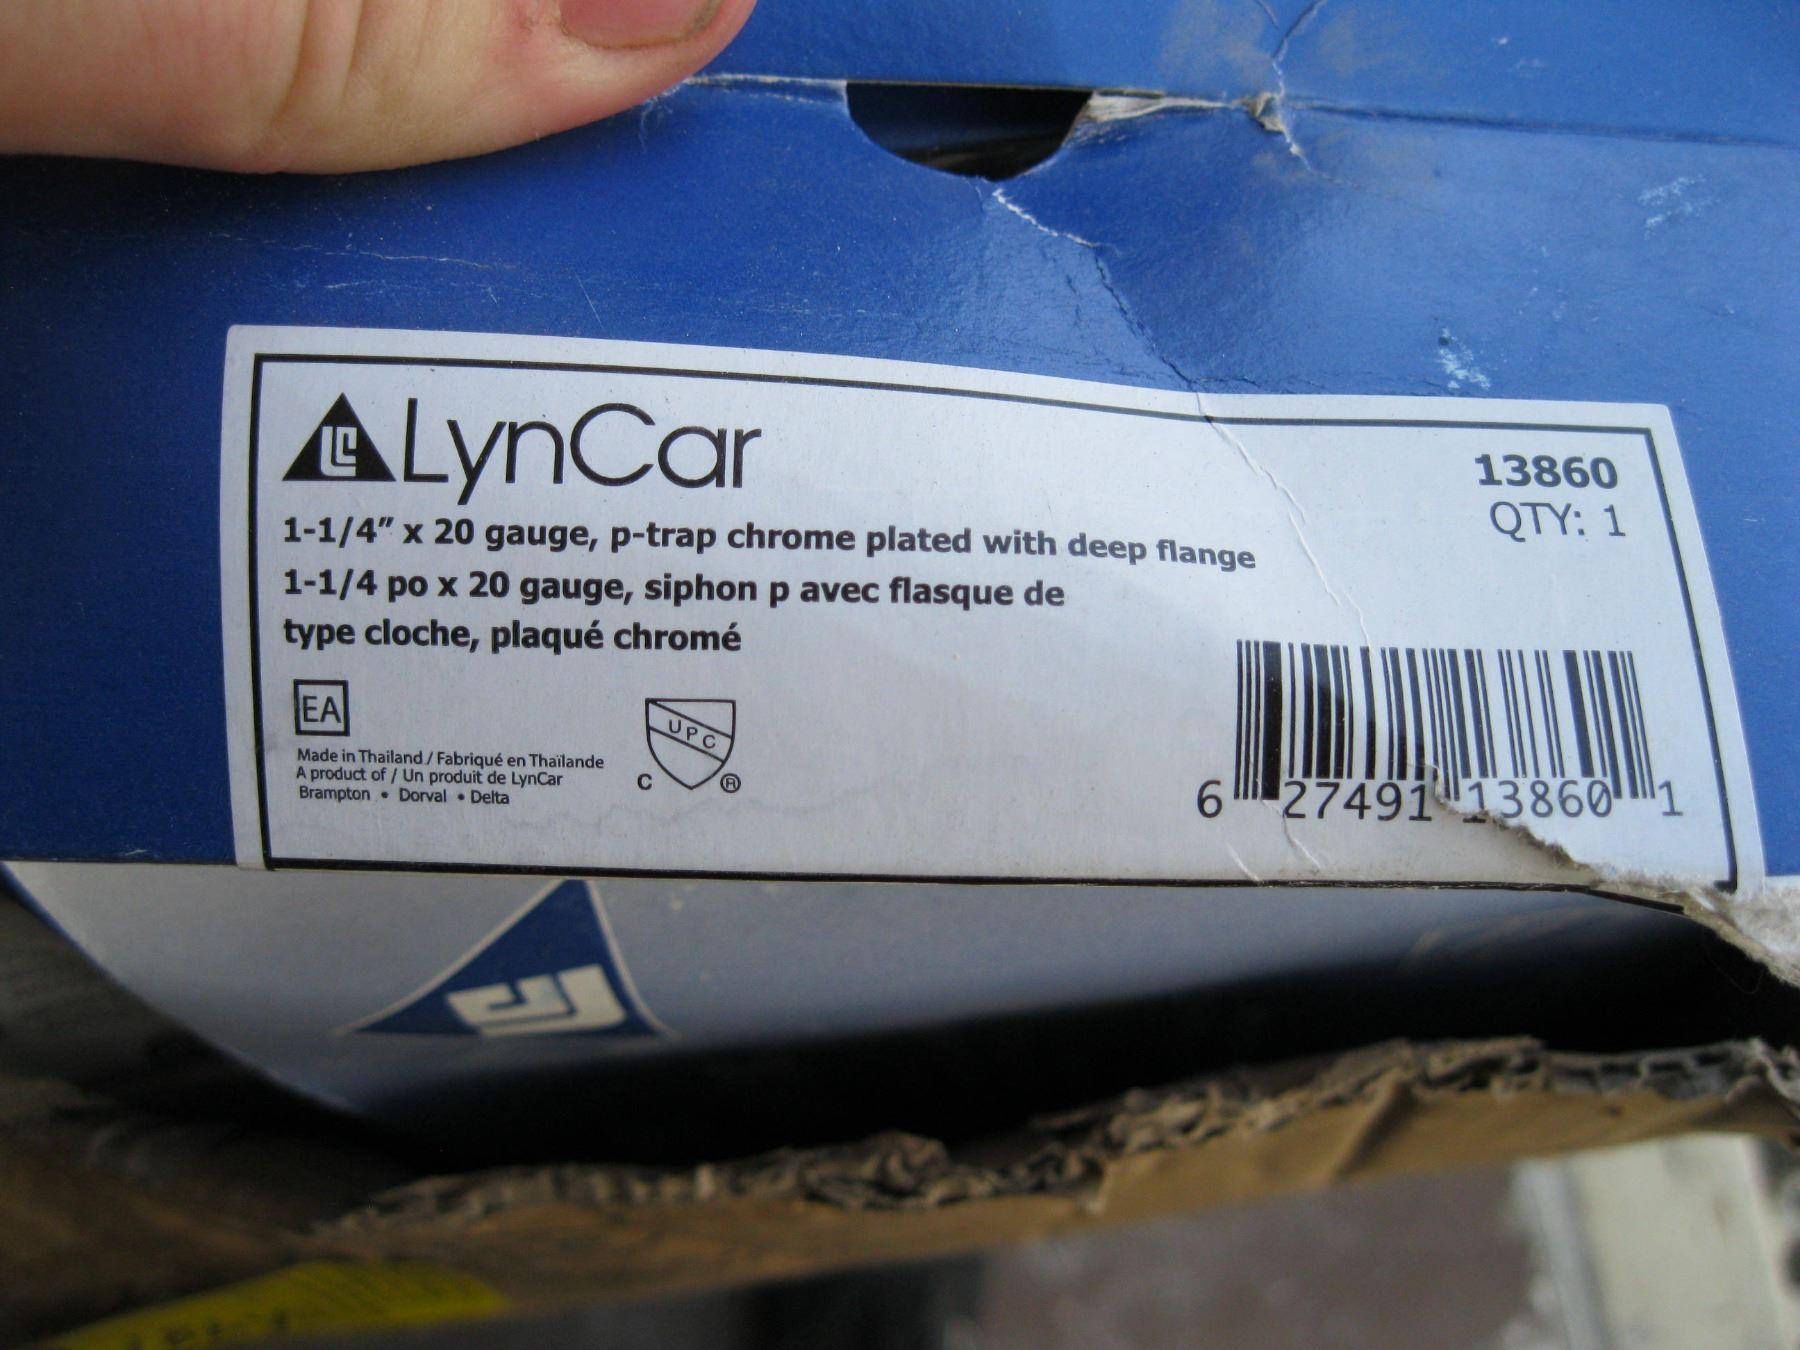 LynCar
13860
QTY: 1
1-1/4" x 20 gauge, p-trap chrome plated with deep flange
1-1/4 po x 20 gauge, siphon p avec flasque de
type cloche, plaqué chromé
EA
UPC
C ®
Made in Thailand / Fabriqué en Thaïlande
A product of / Un produit de LynCar
Brampton • Dorval • Delta
6 27491 13860 1